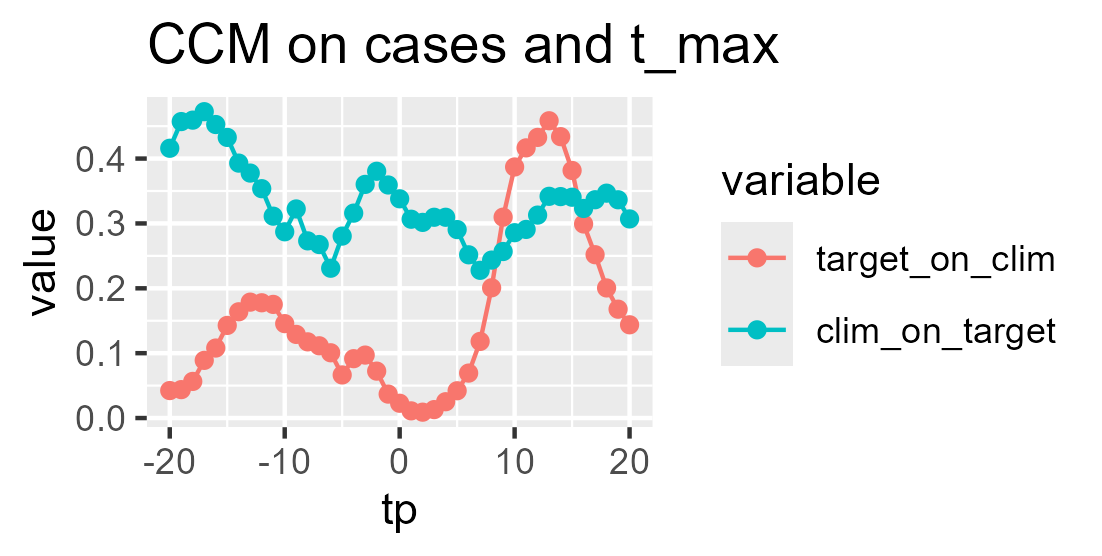 CCM on cases and t_max
value
0.4
0.3
0.2
0.1
0.0
-20 -10 0 10 20
tp
variable
target_on_clim
clim_on_target